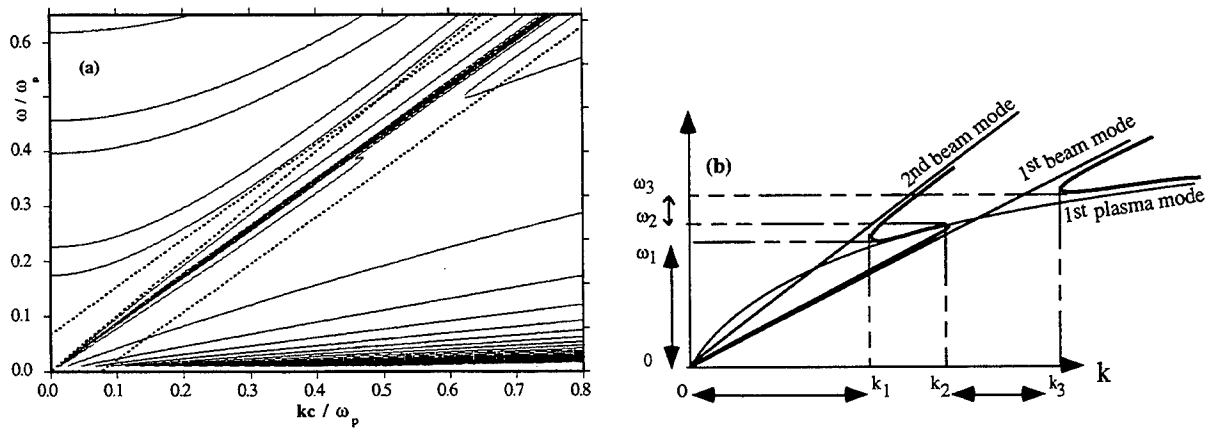 (a)
ω / ω_p
0.6
0.5
0.4
0.3
0.2
0.1
0.0
0.0 0.1 0.2 0.3 0.4 0.5 0.6 0.7 0.8
kc / ω_p
(b)
2nd beam mode
1st beam mode
1st plasma mode
ω3
ω2
ω1
0
0
k1
k2
k3
k